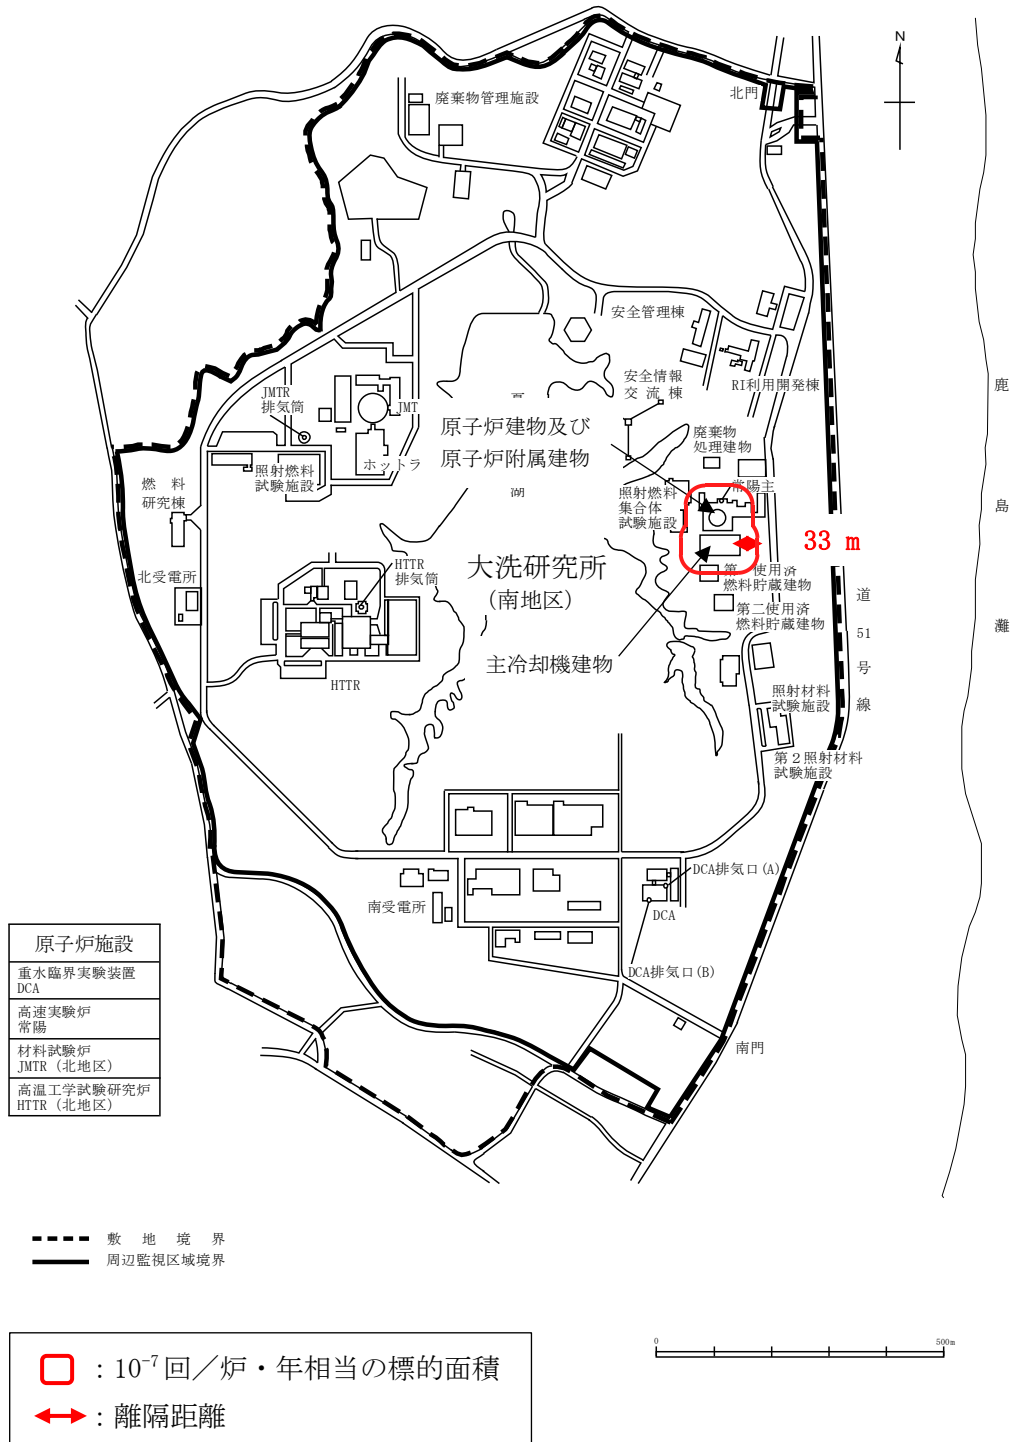 N
北門
廃棄物管理施設
安全管理棟
RI利用開発棟
安全情報
交流棟
鹿
島
灘
JMTR
排気筒
JMT
夏
湖
原子炉建物及び
原子炉附属建物
廃棄物
処理建物
ホットラ
照射燃料
試験施設
燃料
研究棟
照射燃料
集合体
試験施設
常陽主
33 m
大洗研究所
(南地区)
HTTR
排気筒
第一使用済
燃料貯蔵建物
第二使用済
燃料貯蔵建物
北受電所
道
51
号
線
主冷却機建物
HTTR
照射材料
試験施設
第2照射材料
試験施設
DCA排気口(A)
南受電所
DCA
DCA排気口(B)
南門
原子炉施設
重水臨界実験装置
DCA
高速実験炉
常陽
材料試験炉
JMTR (北地区)
高温工学試験研究炉
HTTR (北地区)
敷地境界
周辺監視区域境界
0 500m
：10⁻⁷回／炉・年相当の標的面積
：離隔距離